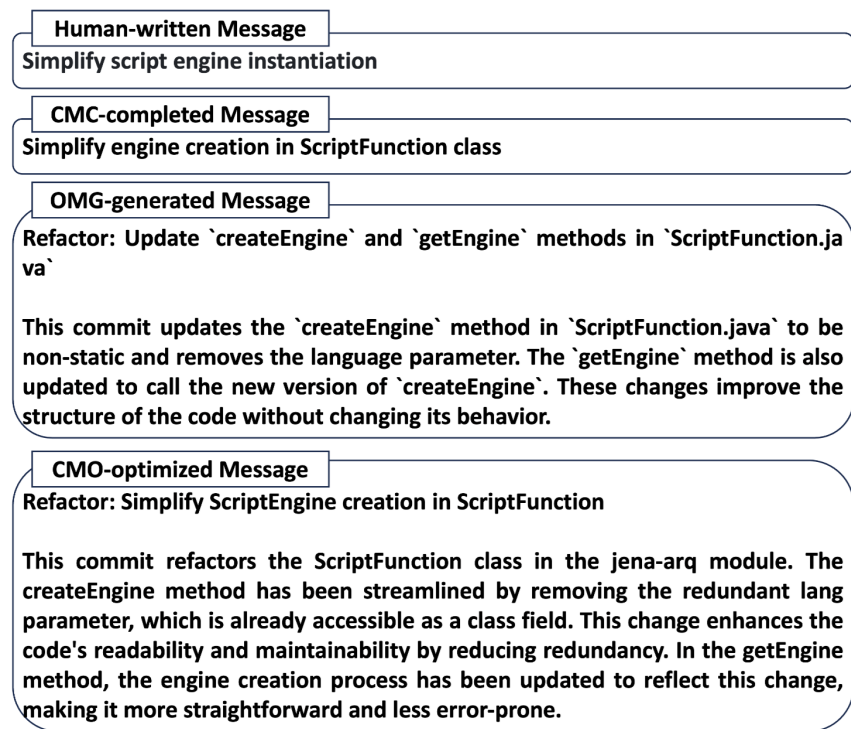 Human-written Message
Simplify script engine instantiation
CMC-completed Message
Simplify engine creation in ScriptFunction class
OMG-generated Message
Refactor: Update `createEngine` and `getEngine` methods in `ScriptFunction.ja
va`
This commit updates the `createEngine` method in `ScriptFunction.java` to be
non-static and removes the language parameter. The `getEngine` method is also
updated to call the new version of `createEngine`. These changes improve the
structure of the code without changing its behavior.
CMO-optimized Message
Refactor: Simplify ScriptEngine creation in ScriptFunction
This commit refactors the ScriptFunction class in the jena-arq module. The
createEngine method has been streamlined by removing the redundant lang
parameter, which is already accessible as a class field. This change enhances the
code's readability and maintainability by reducing redundancy. In the getEngine
method, the engine creation process has been updated to reflect this change,
making it more straightforward and less error-prone.